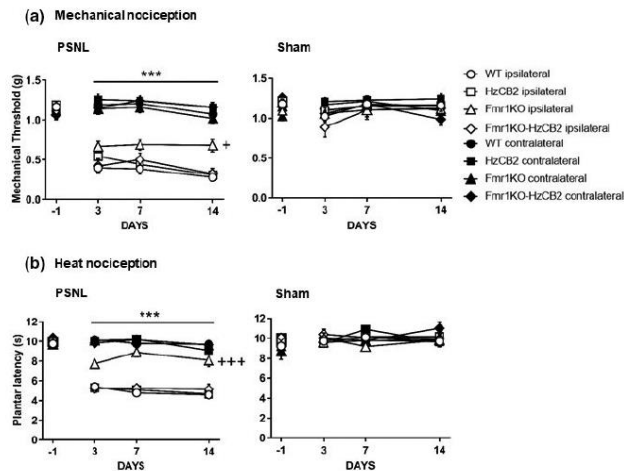 (a) Mechanical nociception
PSNL
Sham
***
Mechanical Threshold (g)
1.5
1.0
0.5
0.0
+
-1 3 7 14
DAYS
1.5
1.0
0.5
0.0
-1 3 7 14
DAYS
WT ipsilateral
HzCB2 ipsilateral
Fmr1KO ipsilateral
Fmr1KO-HzCB2 ipsilateral
WT contralateral
HzCB2 contralateral
Fmr1KO contralateral
Fmr1KO-HzCB2 contralateral
(b) Heat nociception
PSNL
Sham
***
Plantar latency (s)
12
10
8
6
4
2
0
+++
-1 3 7 14
DAYS
12
10
8
6
4
2
0
-1 3 7 14
DAYS